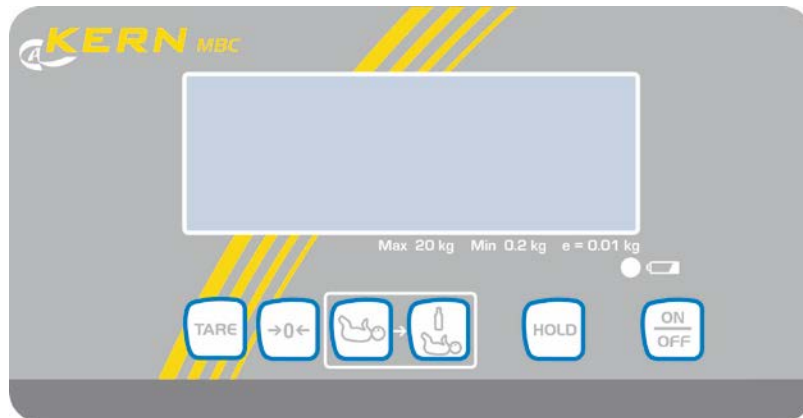 KERN MBC
Max 20 kg Min 0.2 kg e = 0.01 kg
TARE →0← → HOLD ON
OFF